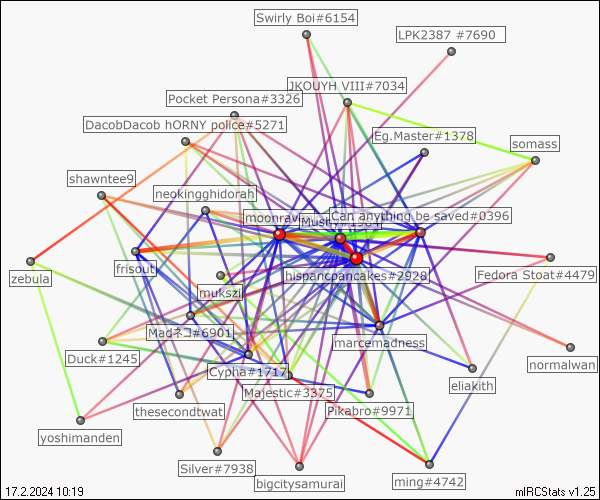 Swirly Boi#6154
LPK2387 #7690
JKOUYH VIII#7034
Pocket Persona#3326
DacobDacob hORNY police#5271
Eg.Master#1378
somass
shawntee9
neokingghidorah
moonrav
Can anything be saved#0396
frisout
hispancpancakes#2928
Fedora Stoat#4479
zebula
mukszi
Madネコ#6901
marcemadness
Duck#1245
Cypha#1717
normalwan
Majestic#3375
eliakith
thesecondtwat
Pikabro#9971
yoshimanden
Silver#7938
bigcitysamurai
ming#4742
17.2.2024 10:19
mIRCStats v1.25